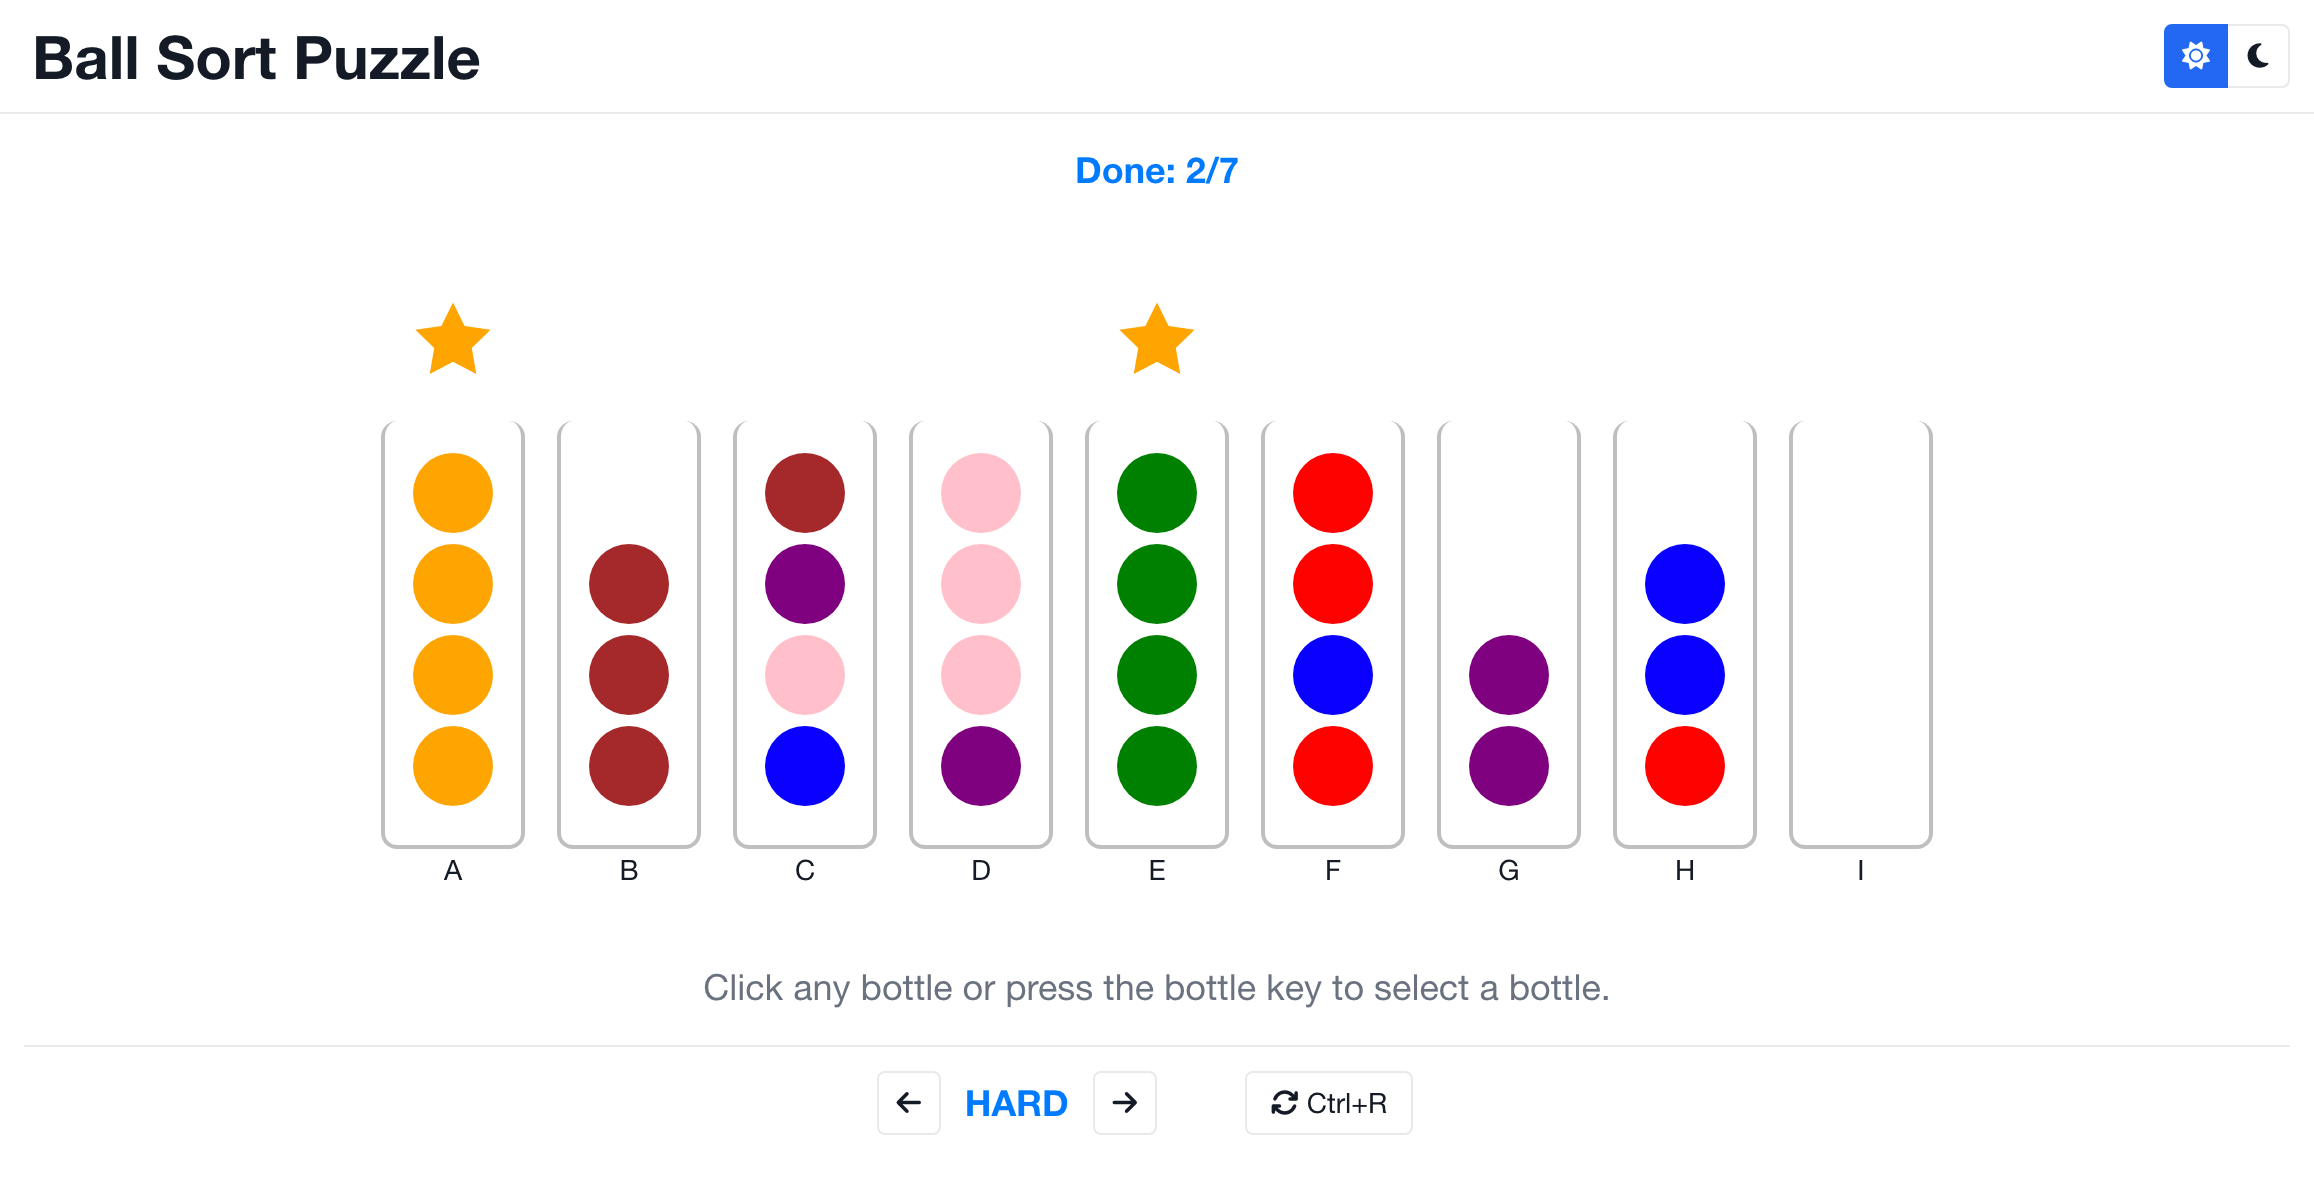 Ball Sort Puzzle
Done: 2/7
A B C D E F G H I
Click any bottle or press the bottle key to select a bottle.
HARD Ctrl+R